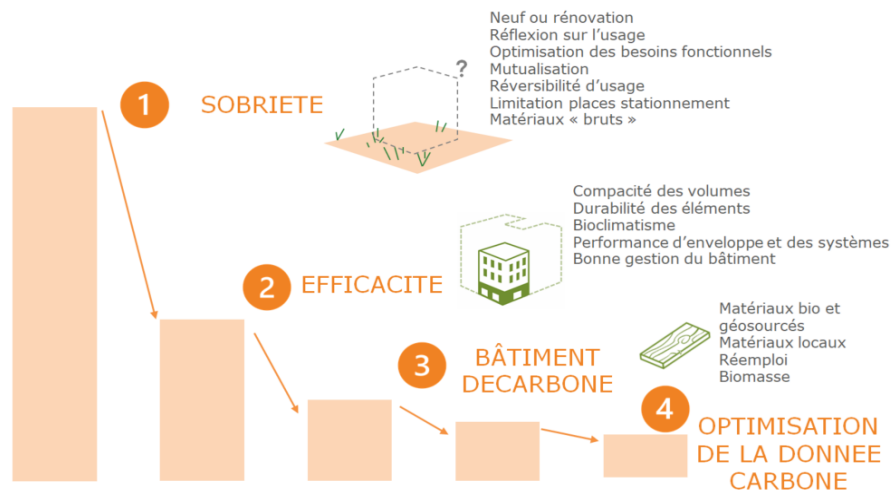 Neuf ou rénovation
Réflexion sur l'usage
Optimisation des besoins fonctionnels
Mutualisation
Réversibilité d'usage
Limitation places stationnement
Matériaux « bruts »
?
1
SOBRIETE
Compacité des volumes
Durabilité des éléments
Bioclimatisme
Performance d'enveloppe et des systèmes
Bonne gestion du bâtiment
2
EFFICACITE
Matériaux bio et
géosourcés
Matériaux locaux
Réemploi
Biomasse
3
BÂTIMENT
DECARBONE
4
OPTIMISATION
DE LA DONNEE
CARBONE